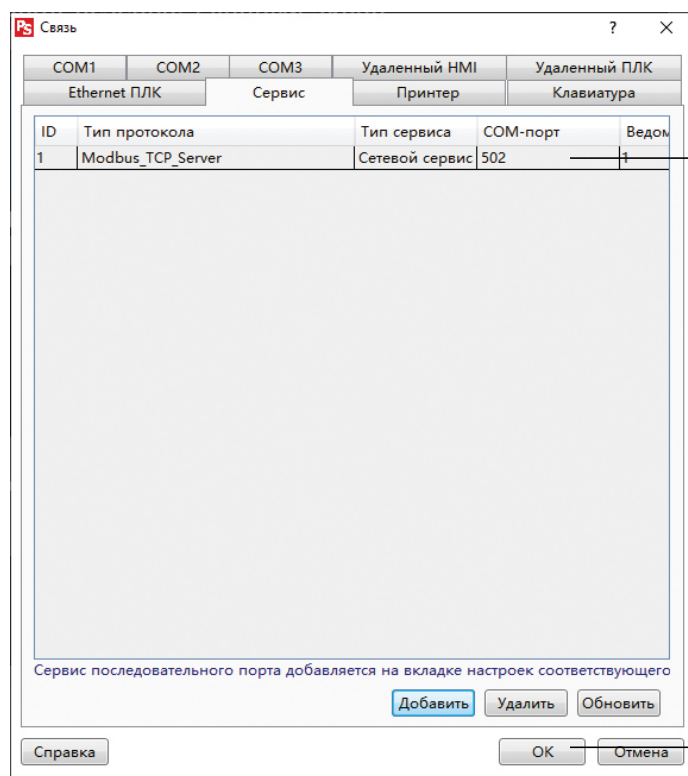 PS Связь ? X
COM1 COM2 COM3 Удаленный HMI Удаленный ПЛК
Ethernet ПЛК Сервис Принтер Клавиатура
ID Тип протокола Тип сервиса COM-порт Ведом
1 Modbus_TCP_Server Сетевой сервис 502 1
Сервис последовательного порта добавляется на вкладке настроек соответствующего
Добавить Удалить Обновить
Справка OK Отмена